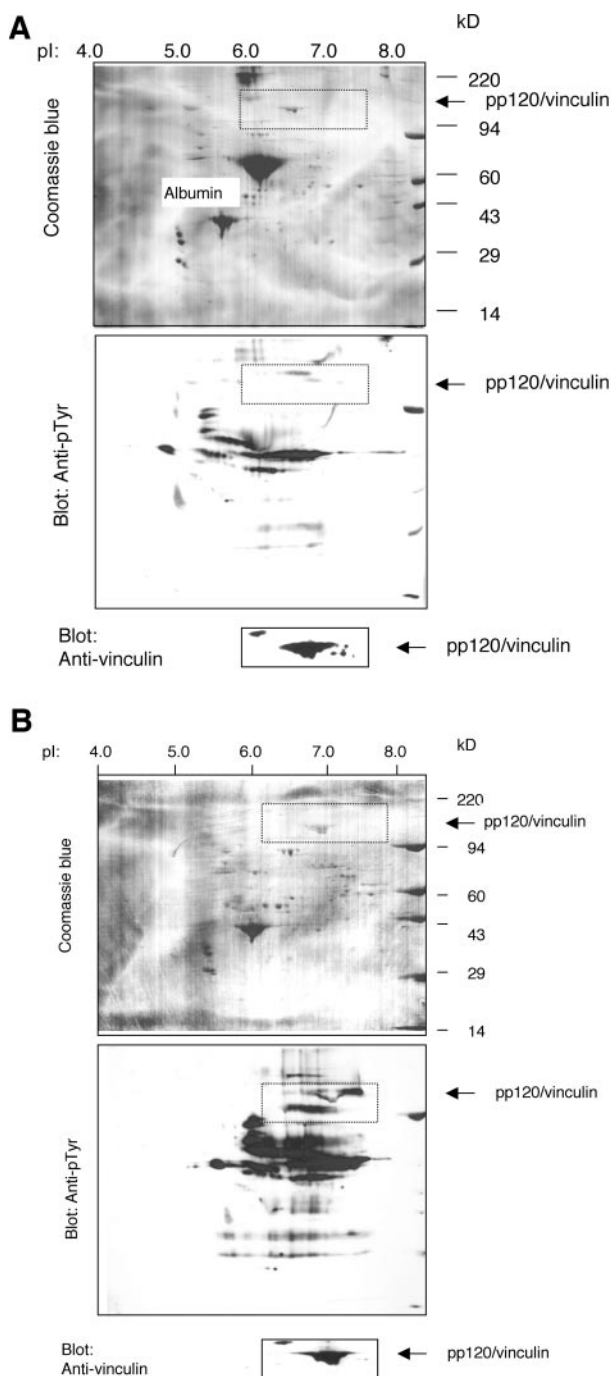 A
kD
pI: 4.0 5.0 6.0 7.0 8.0
220
pp120/vinculin
94
Coomassie blue
60
Albumin
43
29
14
pp120/vinculin
Blot: Anti-pTyr
Blot:
Anti-vinculin
pp120/vinculin
B
kD
pI: 4.0 5.0 6.0 7.0 8.0
220
pp120/vinculin
94
Coomassie blue
60
43
29
14
pp120/vinculin
Blot: Anti-pTyr
Blot:
Anti-vinculin
pp120/vinculin